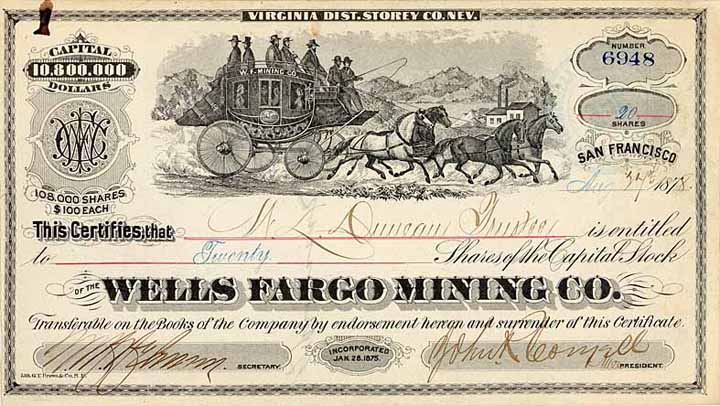 VIRGINIA DIST. STOREY CO. NEV.
CAPITAL
10,800,000
DOLLARS
108,000 SHARES
$100 EACH
W. F. MINING CO.
NUMBER
6948
20
SHARES
SAN FRANCISCO
1878
This Certifies that W. L. Duncan Trustee is entitled
to Twenty Shares of the Capital Stock
OF THE WELLS FARGO MINING CO.
Transferable on the Books of the Company by endorsement hereon and surrender of this Certificate.
SECRETARY.
INCORPORATED
JAN. 28. 1875.
PRESIDENT.